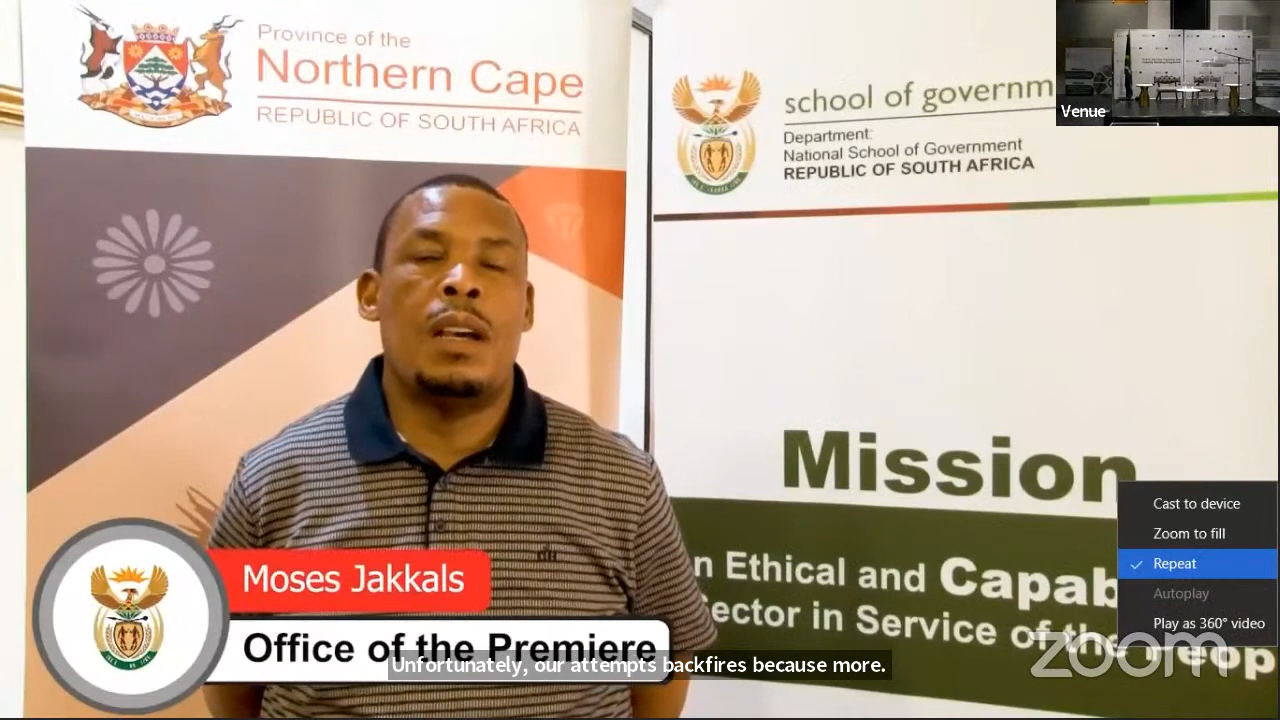 Province of the
Northern Cape
REPUBLIC OF SOUTH AFRICA
school of governm
Department:
National School of Government
REPUBLIC OF SOUTH AFRICA
Venue
Mission
n Ethical and Capab
Sector in Service of the Peop
Cast to device
Zoom to fill
Repeat
Autoplay
Play as 360° video
Moses Jakkals
Office of the Premiere
Unfortunately, our attempts backfires because more.
zoom